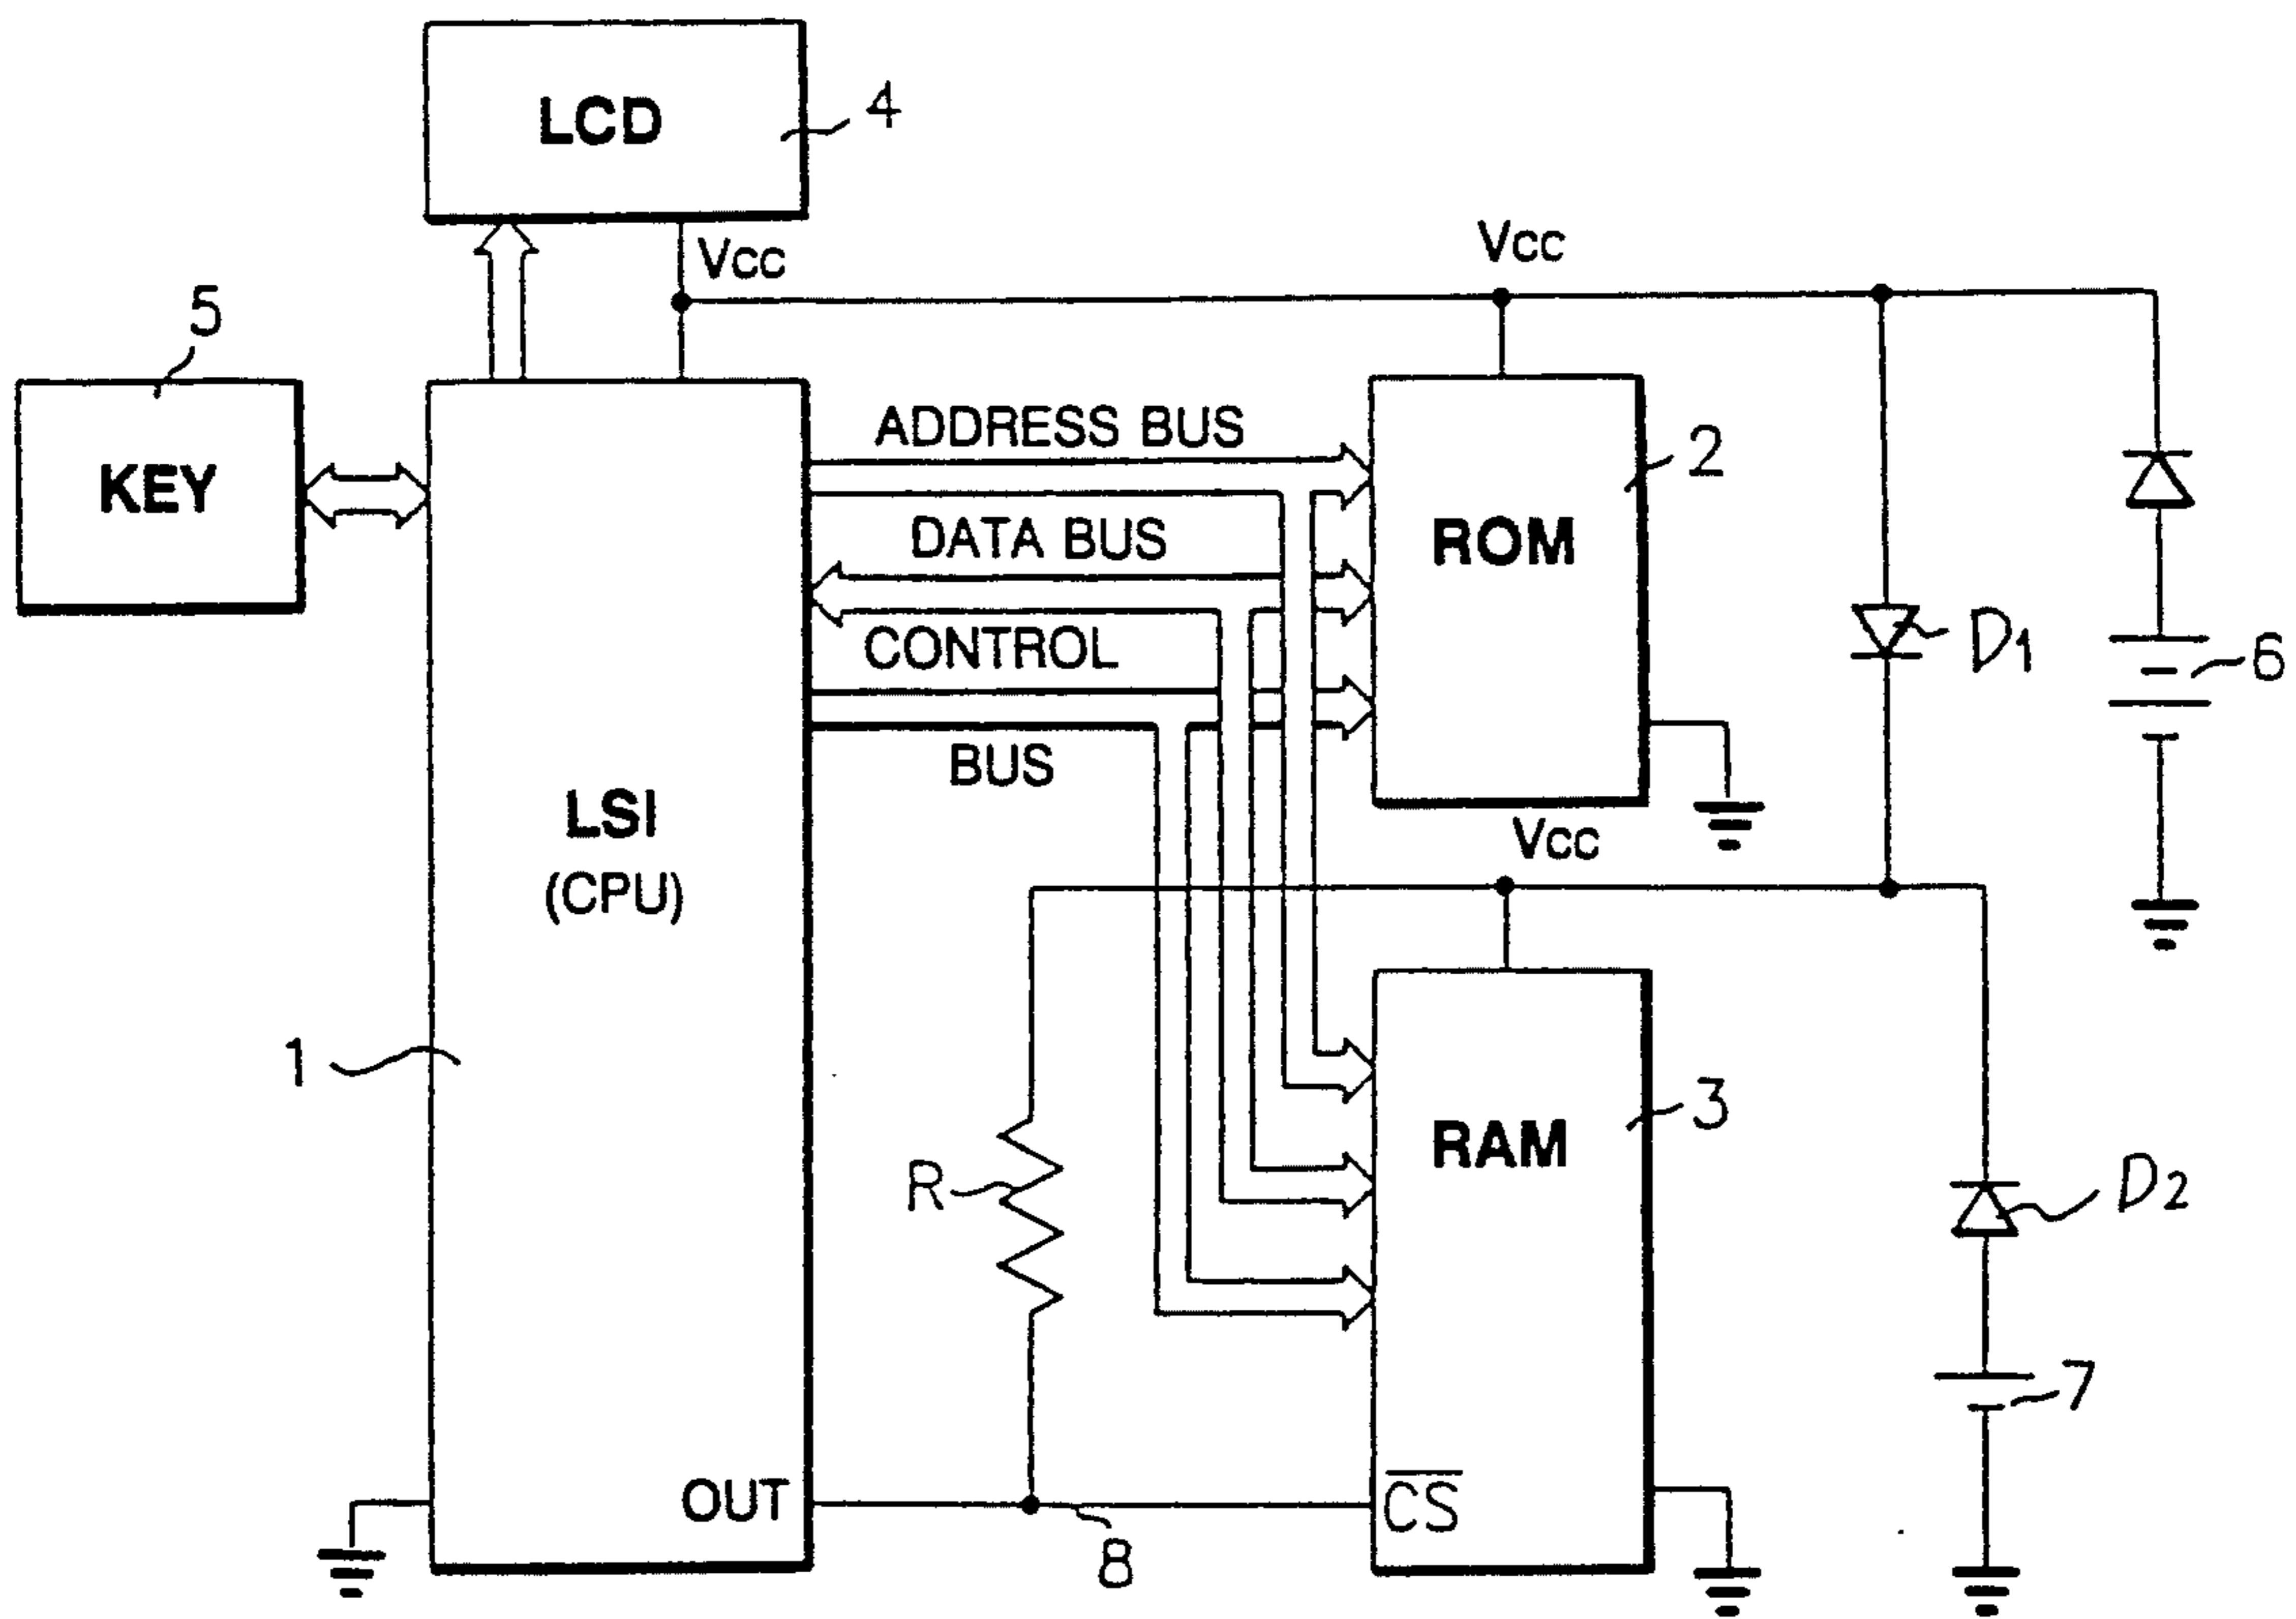 LCD
4
Vcc
Vcc
5
KEY
ADDRESS BUS
2
DATA BUS
ROM
CONTROL
D1
6
BUS
LSI
(CPU)
Vcc
1
R
RAM
3
D2
7
OUT
CS
8